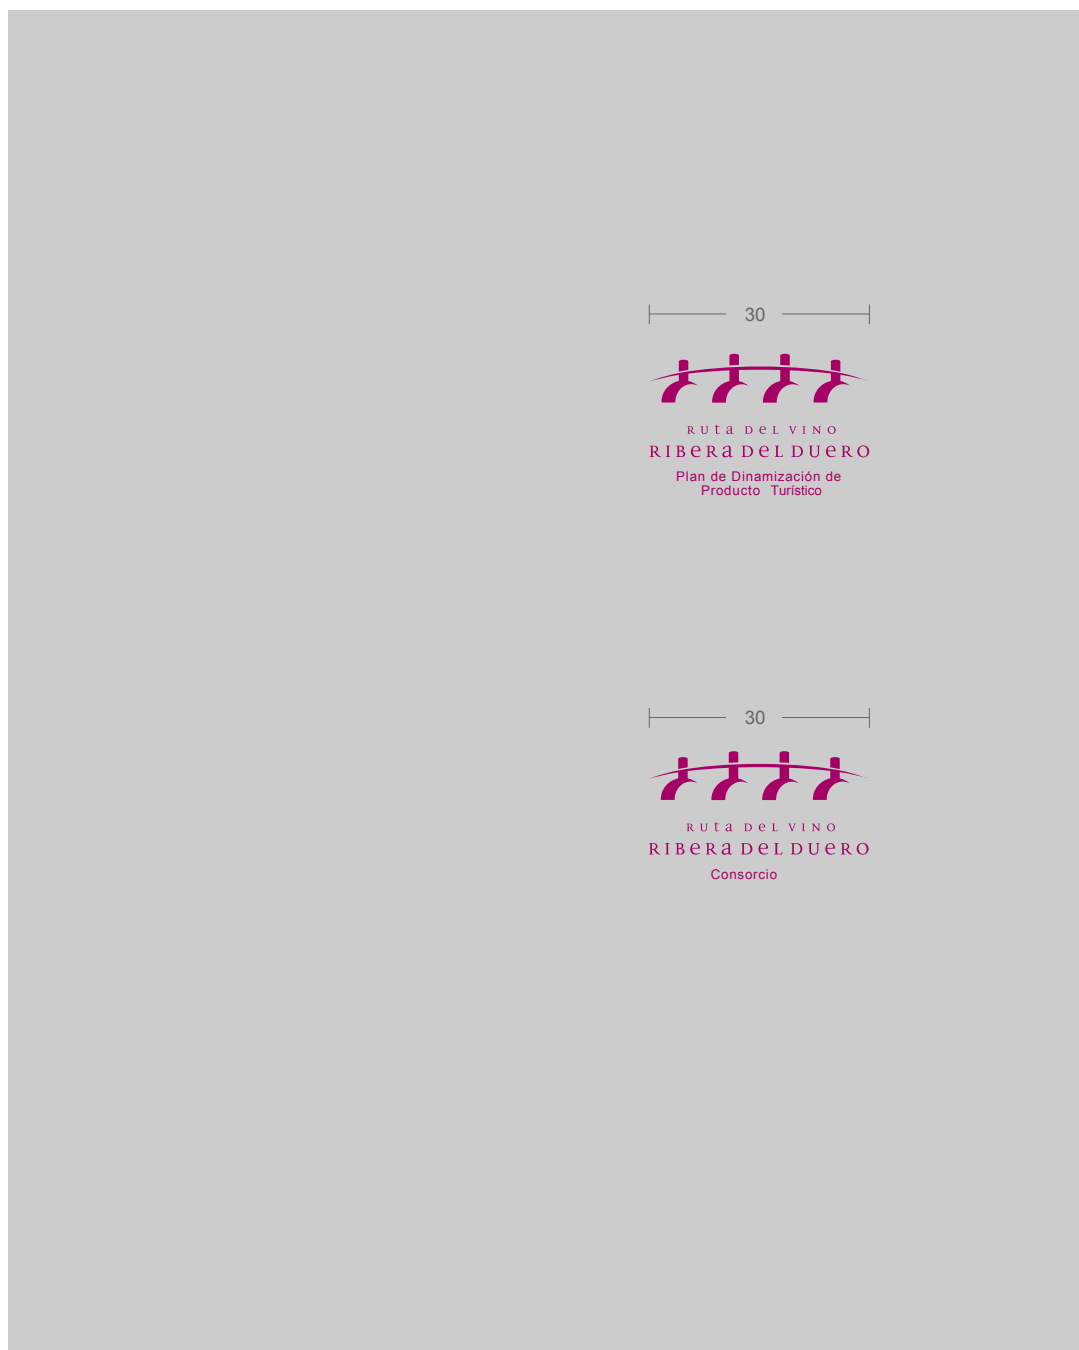 30
Ruta del Vino
Ribera del Duero
Plan de Dinamización de
Producto Turístico
30
Ruta del Vino
Ribera del Duero
Consorcio